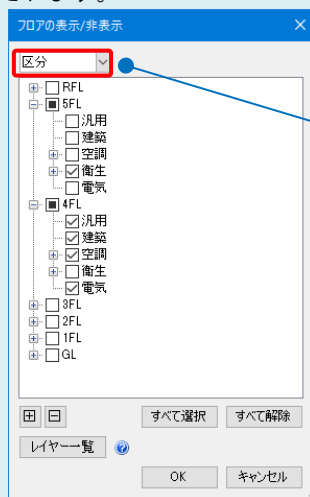 されます。
フロアの表示/非表示
区分
RFL
5FL
汎用
建築
空調
衛生
電気
4FL
汎用
建築
空調
衛生
電気
3FL
2FL
1FL
GL
すべて選択 すべて解除
レイヤー一覧
OK キャンセル